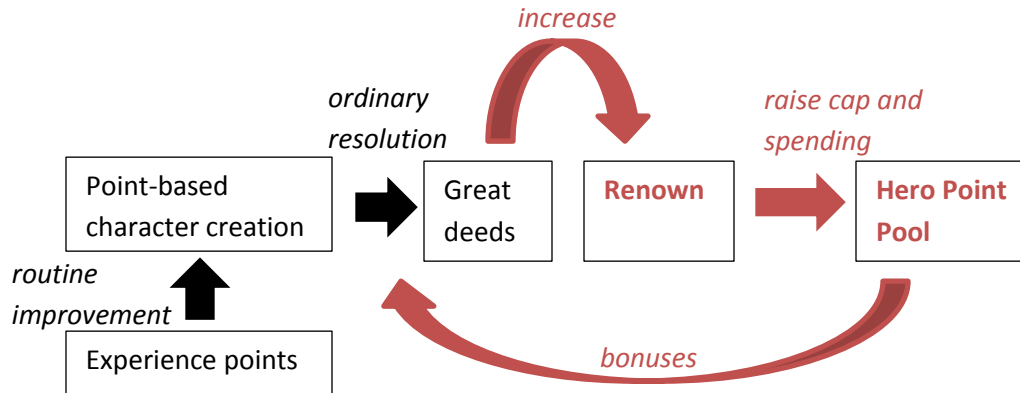 increase
ordinary
resolution
raise cap and
spending
Point-based
character creation
Great
deeds
Renown
Hero Point
Pool
routine
improvement
Experience points
bonuses